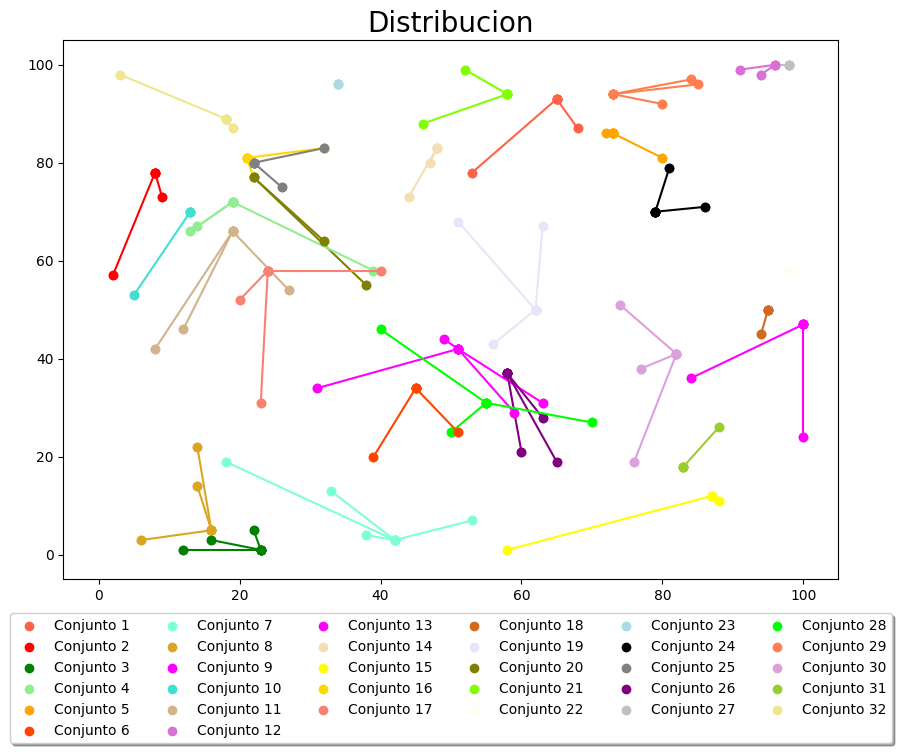 Distribucion
100
80
60
40
20
0
0 20 40 60 80 100
Conjunto 1 Conjunto 7 Conjunto 13 Conjunto 18 Conjunto 23 Conjunto 28
Conjunto 2 Conjunto 8 Conjunto 14 Conjunto 19 Conjunto 24 Conjunto 29
Conjunto 3 Conjunto 9 Conjunto 15 Conjunto 20 Conjunto 25 Conjunto 30
Conjunto 4 Conjunto 10 Conjunto 16 Conjunto 21 Conjunto 26 Conjunto 31
Conjunto 5 Conjunto 11 Conjunto 17 Conjunto 22 Conjunto 27 Conjunto 32
Conjunto 6 Conjunto 12